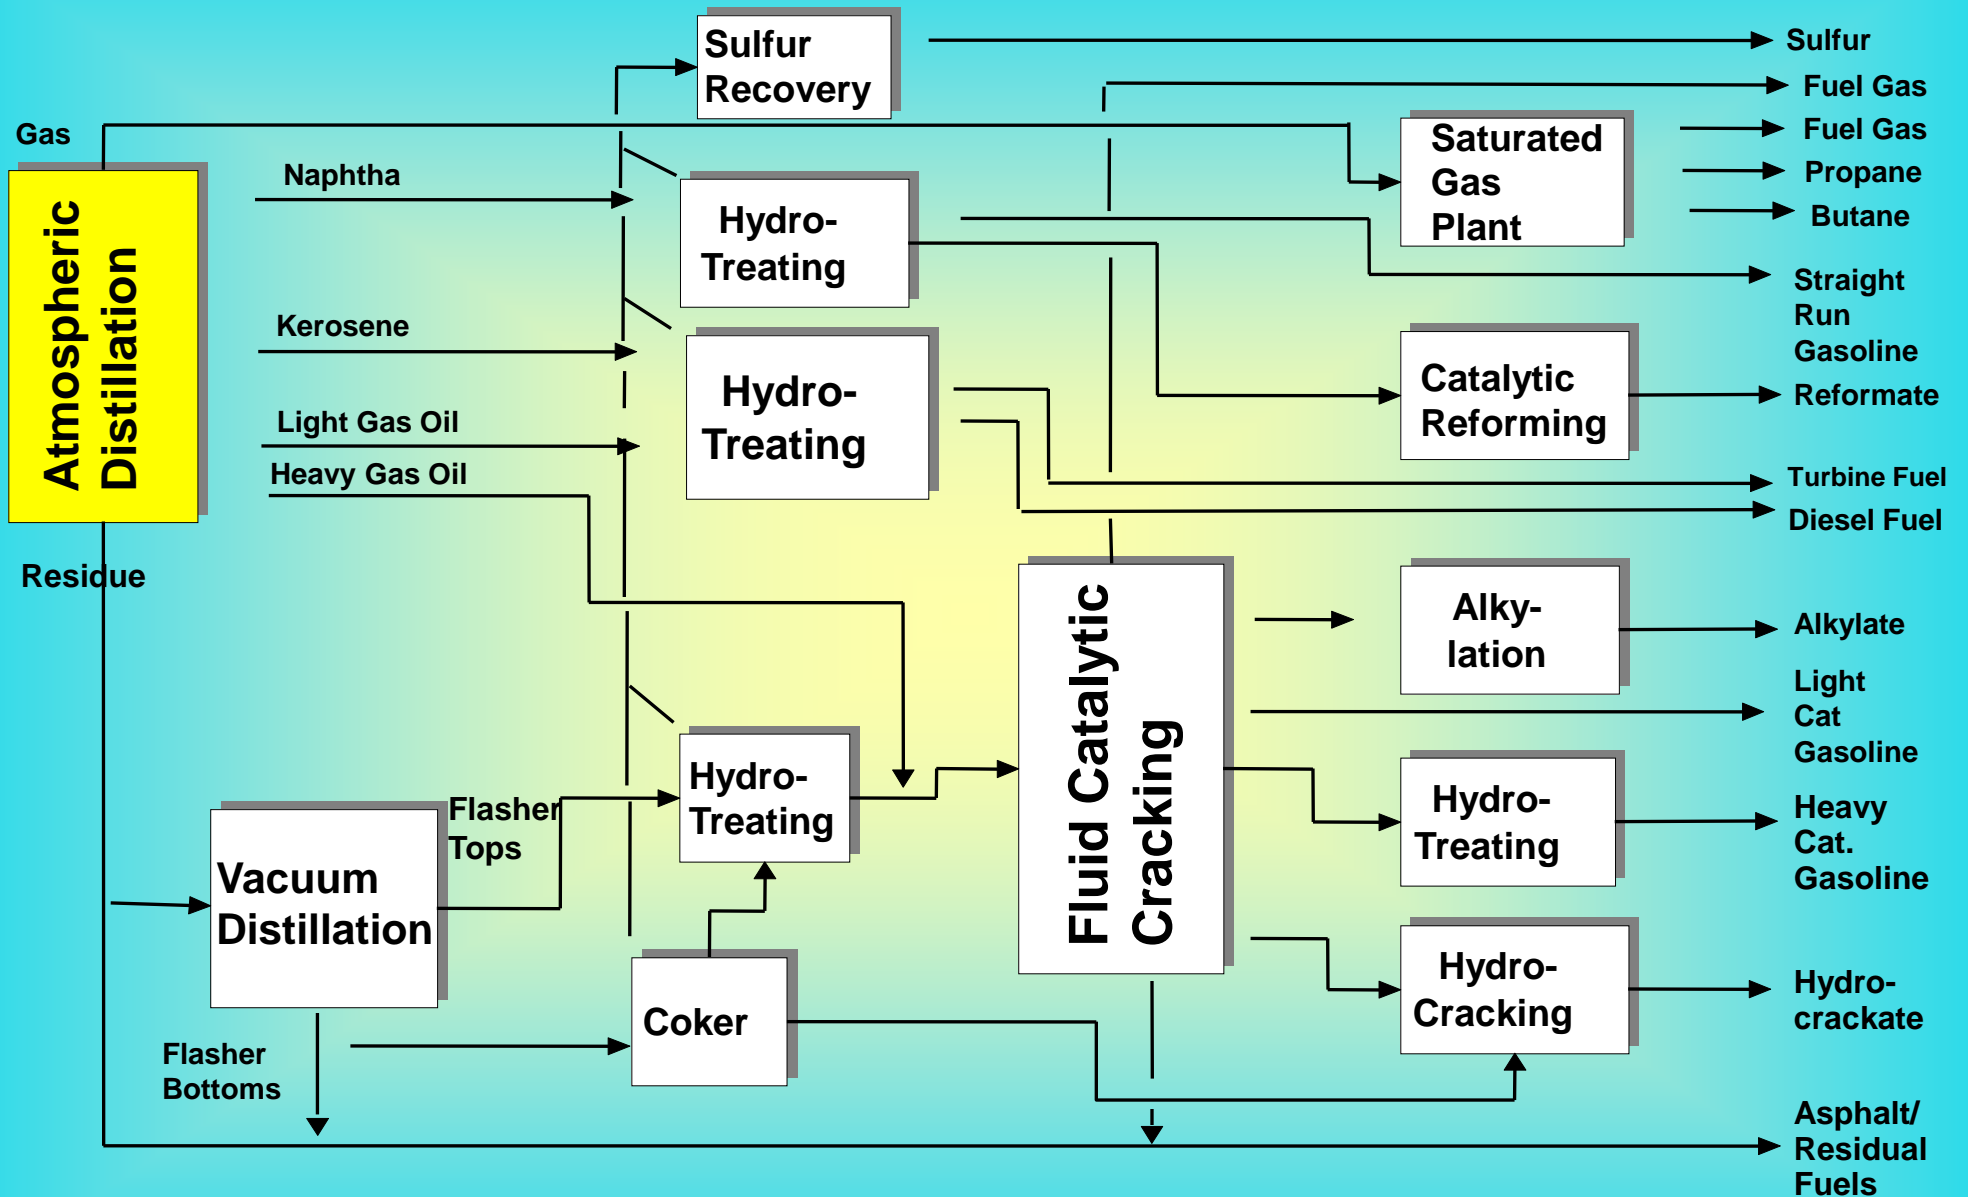 Sulfur
Recovery
Sulfur
Fuel Gas
Gas
Saturated
Gas
Plant
Fuel Gas
Propane
Butane
Naphtha
Hydro-
Treating
Atmospheric
Distillation
Straight
Run
Gasoline
Kerosene
Hydro-
Treating
Catalytic
Reforming
Reformate
Light Gas Oil
Heavy Gas Oil
Turbine Fuel
Diesel Fuel
Residue
Fluid Catalytic
Cracking
Alky-
lation
Alkylate
Light
Cat
Gasoline
Flasher
Tops
Hydro-
Treating
Hydro-
Treating
Heavy
Cat.
Gasoline
Vacuum
Distillation
Hydro-
Cracking
Hydro-
crackate
Coker
Flasher
Bottoms
Asphalt/
Residual
Fuels